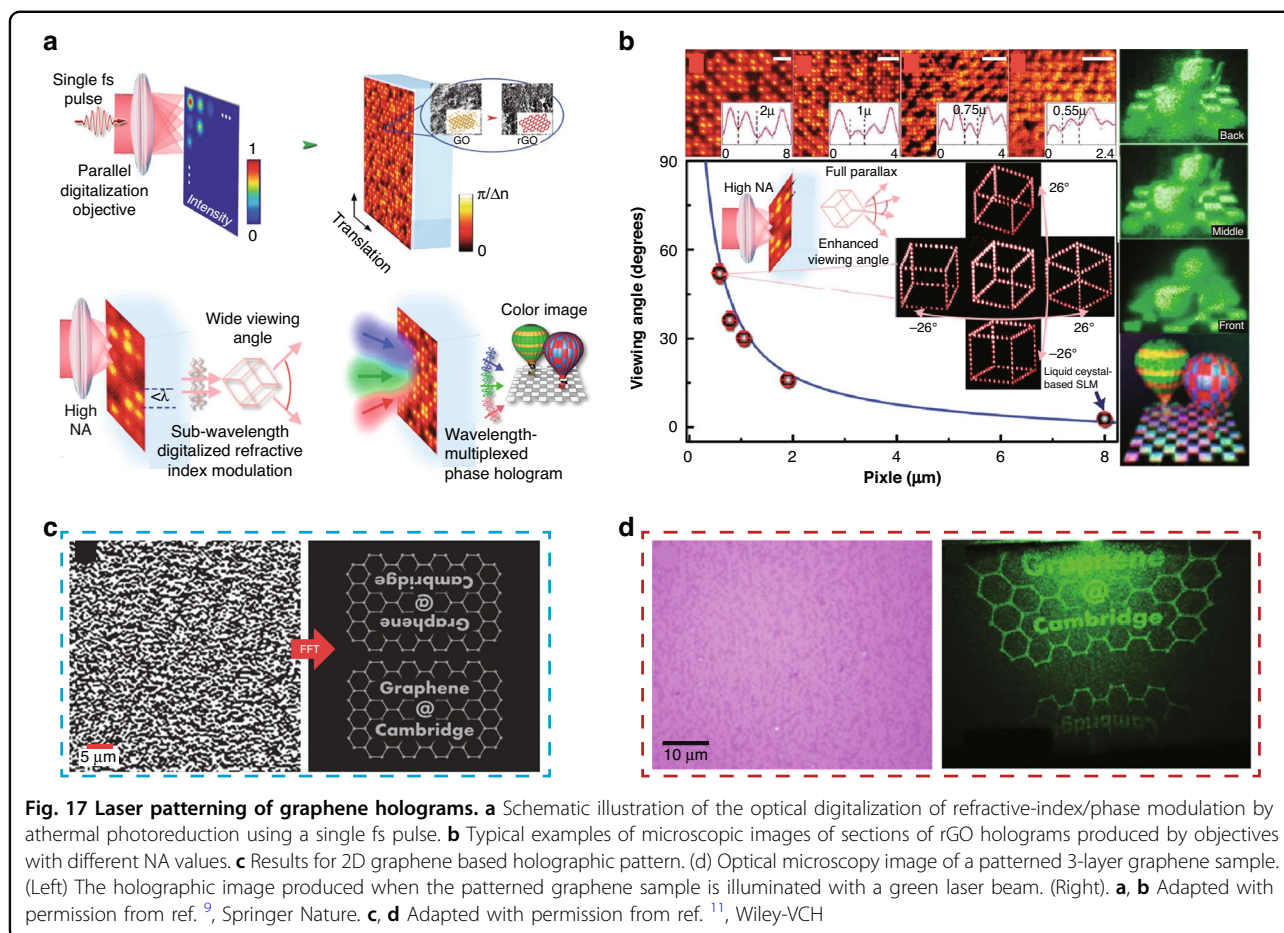 a
Single fs
pulse
Parallel
digitalization
objective
Intensity
1
0
GO
rGO
π/Δn
0
Translation
High
NA
<λ
Wide viewing
angle
Sub-wavelength
digitalized refractive
index modulation
Color image
Wavelength-
multiplexed
phase hologram
b
2μ
0 8
1μ
0 4
0.75μ
0 4
0.55μ
0 2.4
Back
Middle
Front
90
60
30
0
Viewing angle (degrees)
High NA
Full parallax
Enhanced
viewing angle
26°
−26°
26°
−26°
Liquid ceystal-
based SLM
0 2 4 6 8
Pixle (μm)
c
5 μm
FFT
Graphene
@
Cambridge
Graphene
@
Cambridge
d
10 μm
Graphene
@
Cambridge
Cambridge
Fig. 17 Laser patterning of graphene holograms. a Schematic illustration of the optical digitalization of refractive-index/phase modulation by
athermal photoreduction using a single fs pulse. b Typical examples of microscopic images of sections of rGO holograms produced by objectives
with different NA values. c Results for 2D graphene based holographic pattern. (d) Optical microscopy image of a patterned 3-layer graphene sample.
(Left) The holographic image produced when the patterned graphene sample is illuminated with a green laser beam. (Right). a, b Adapted with
permission from ref. 9, Springer Nature. c, d Adapted with permission from ref. 11, Wiley-VCH